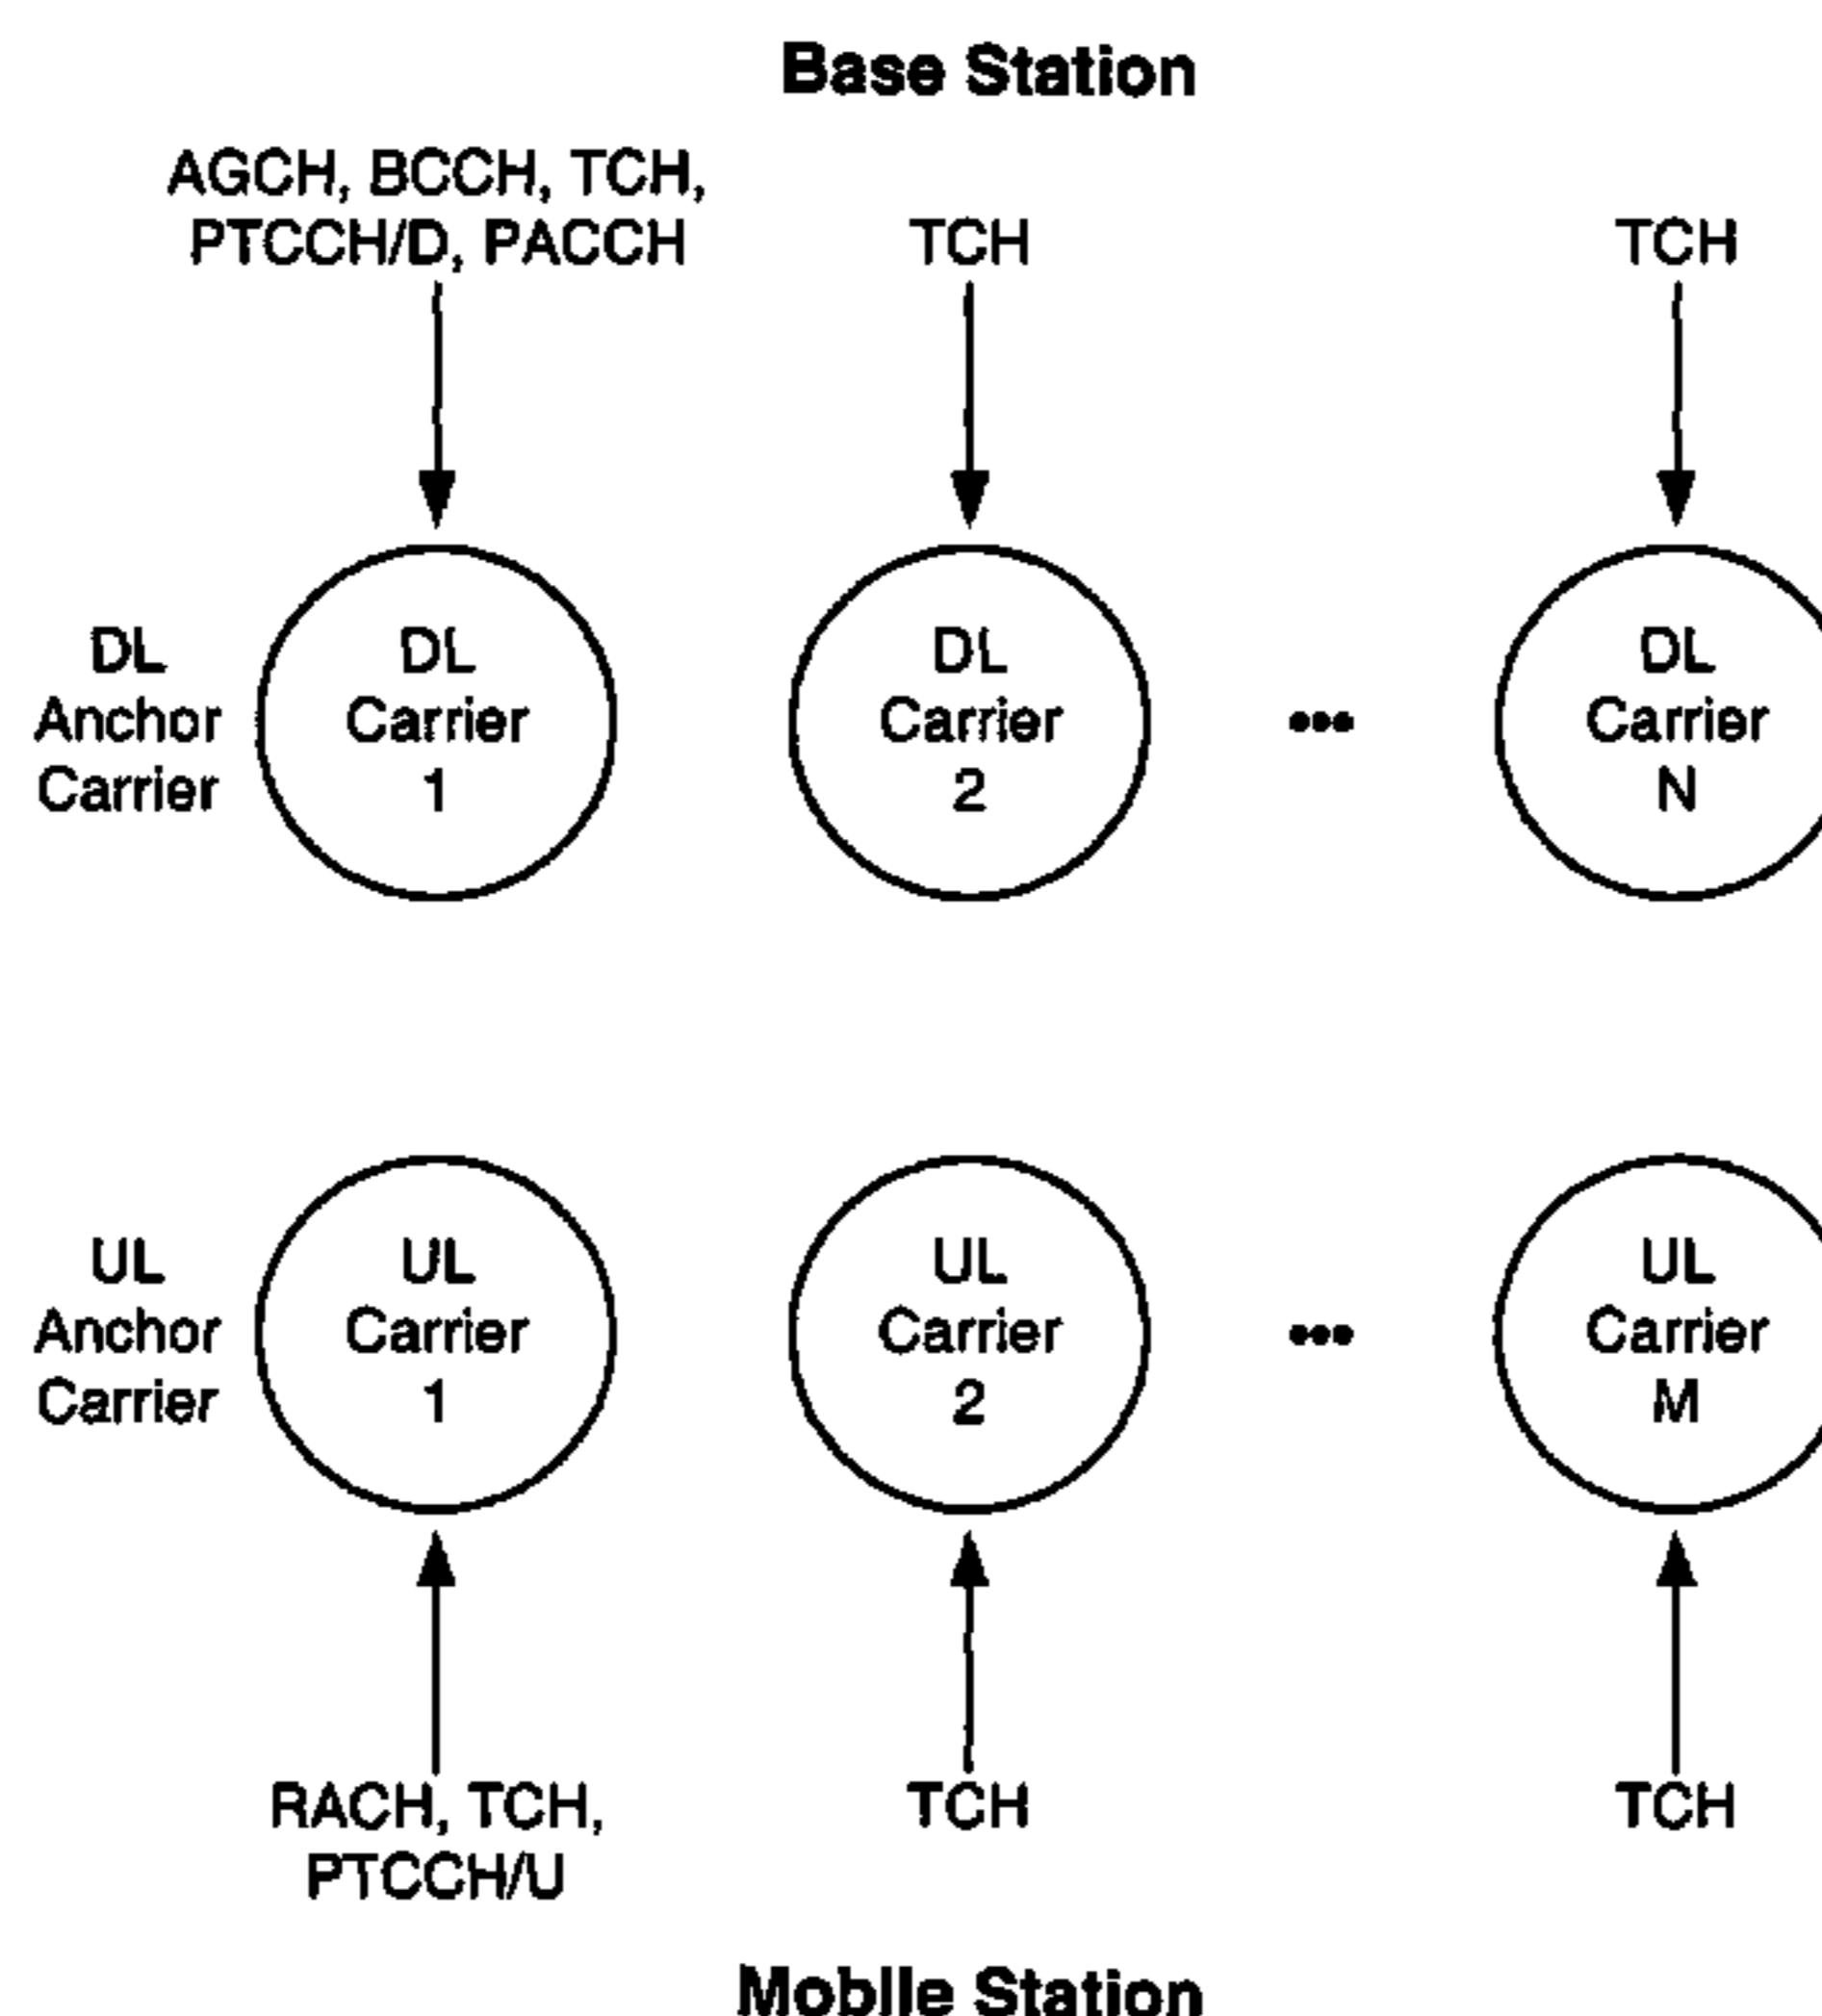 Base Station
AGCH, BCCH, TCH,
PTCCH/D, PACCH
TCH
TCH
DL
Anchor
Carrier
DL
Carrier
1
DL
Carrier
2
•••
DL
Carrier
N
UL
Anchor
Carrier
UL
Carrier
1
UL
Carrier
2
•••
UL
Carrier
M
RACH, TCH,
PTCCH/U
TCH
TCH
Mobile Station